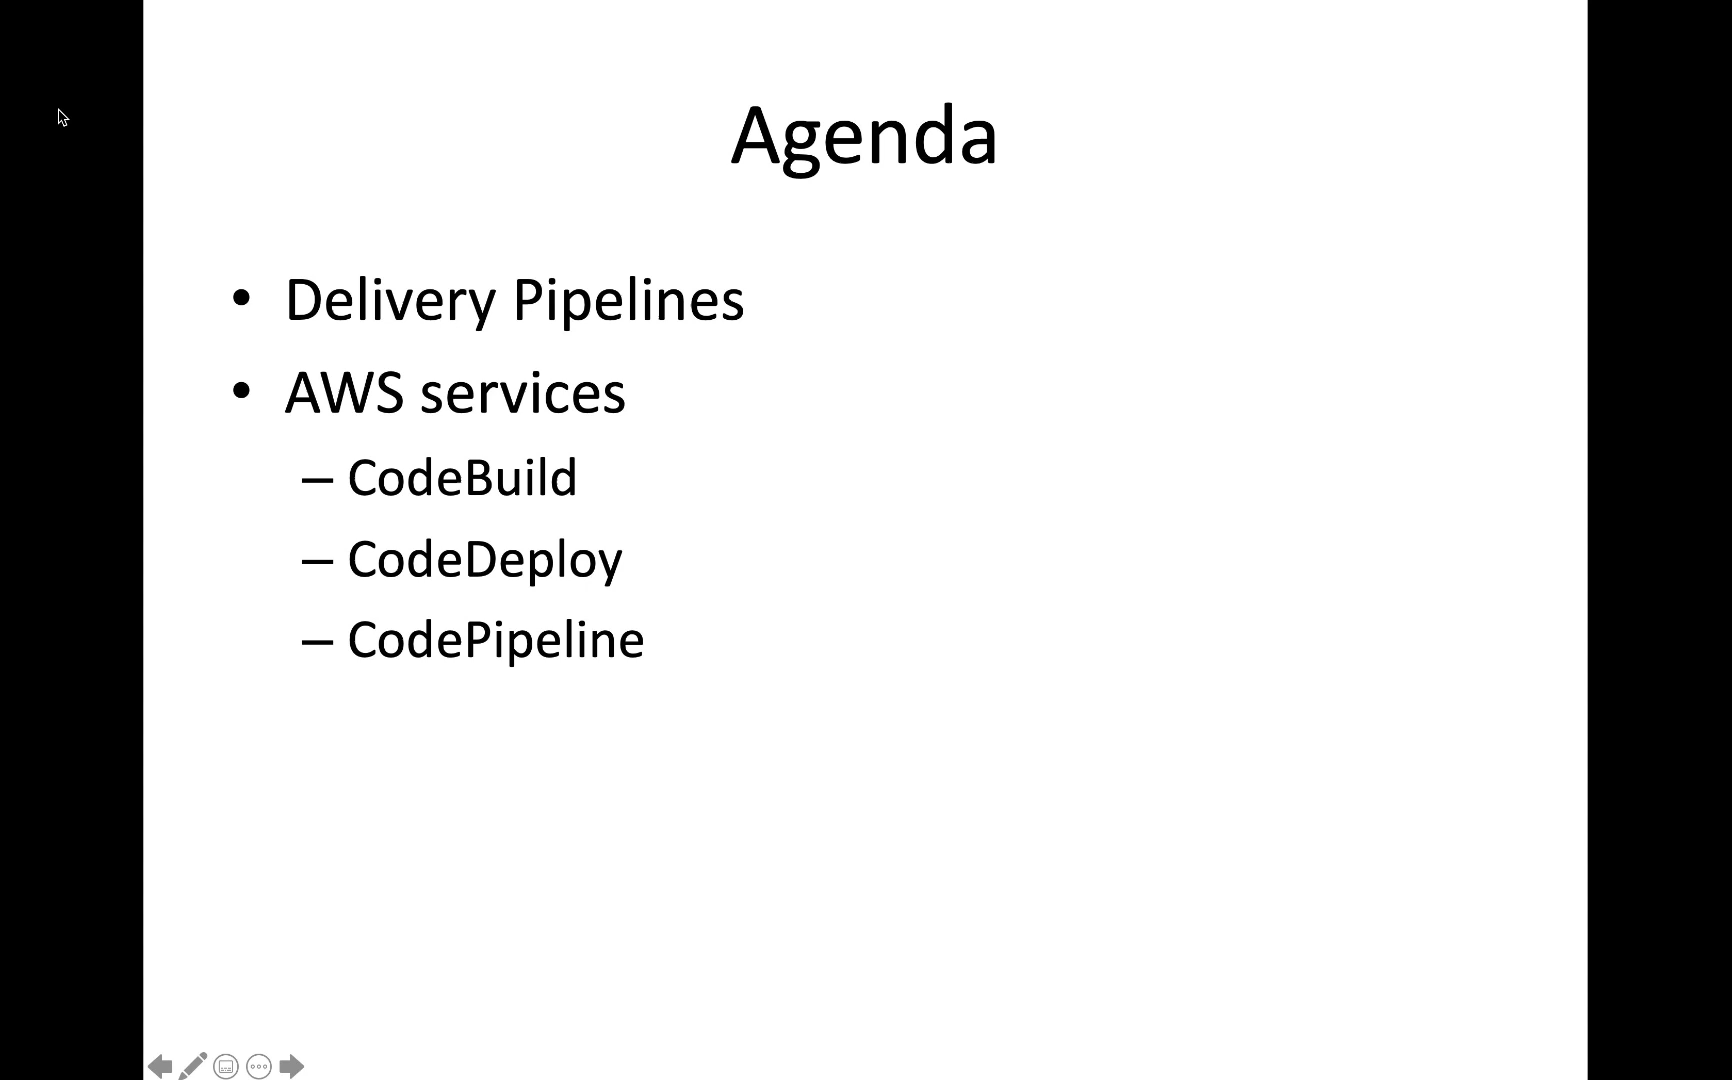 Agenda
• Delivery Pipelines
• AWS services
– CodeBuild
– CodeDeploy
– CodePipeline